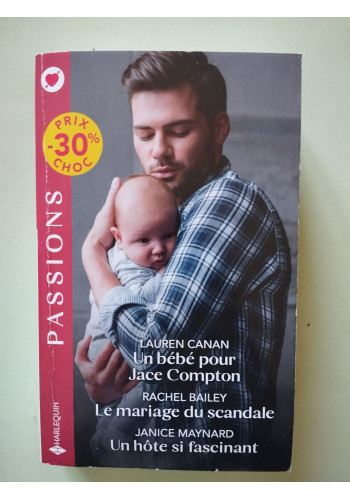 PRIX
-30%
CHOC
PASSIONS
LAUREN CANAN
Un bébé pour
Jace Compton
RACHEL BAILEY
Le mariage du scandale
JANICE MAYNARD
Un hôte si fascinant
HARLEQUIN